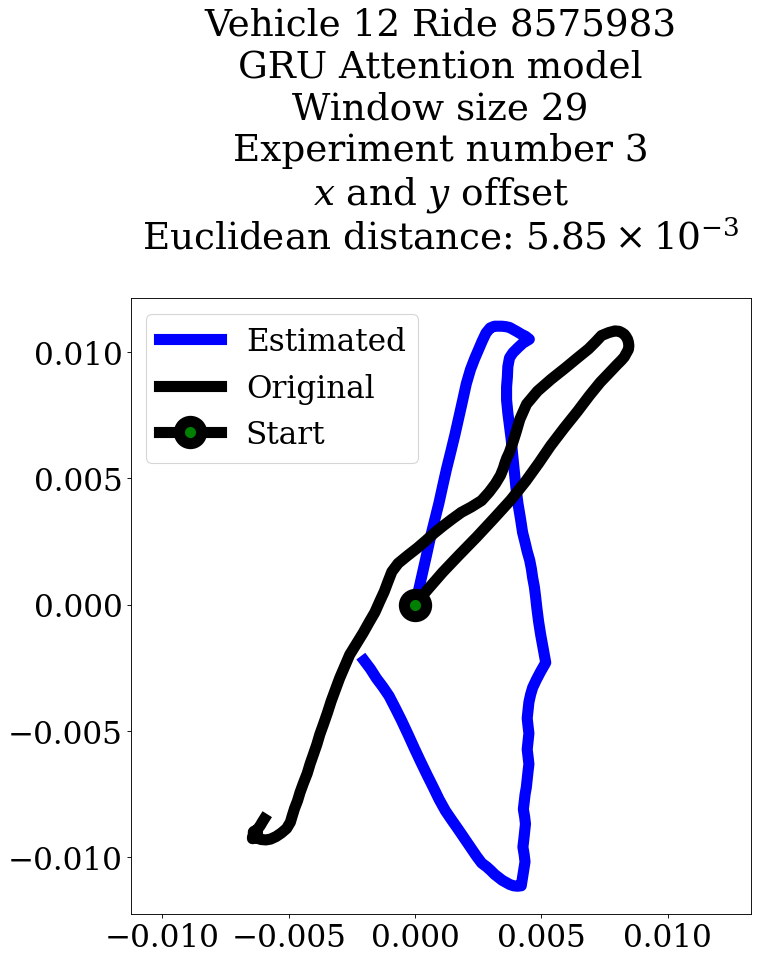 Vehicle 12 Ride 8575983
GRU Attention model
Window size 29
Experiment number 3
x and y offset
Euclidean distance: 5.85 × 10⁻³
Estimated
Original
Start
0.010
0.005
0.000
−0.005
−0.010
−0.010 −0.005 0.000 0.005 0.010